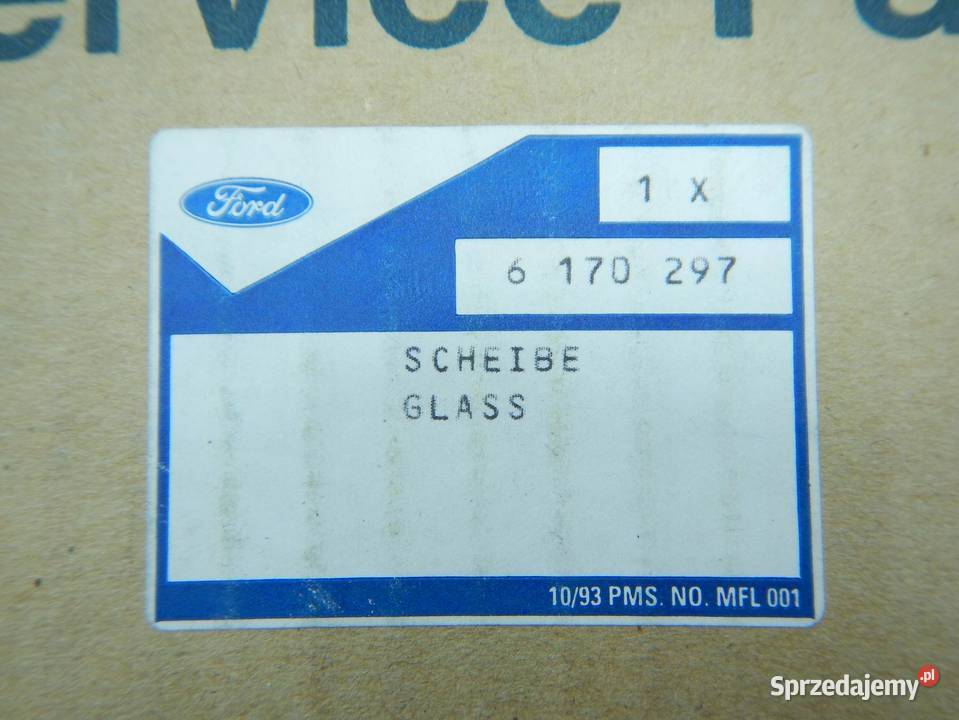 ervice Pa
Ford
1 X
6 170 297
SCHEIBE
GLASS
10/93 PMS. NO. MFL 001
Sprzedajemy.pl